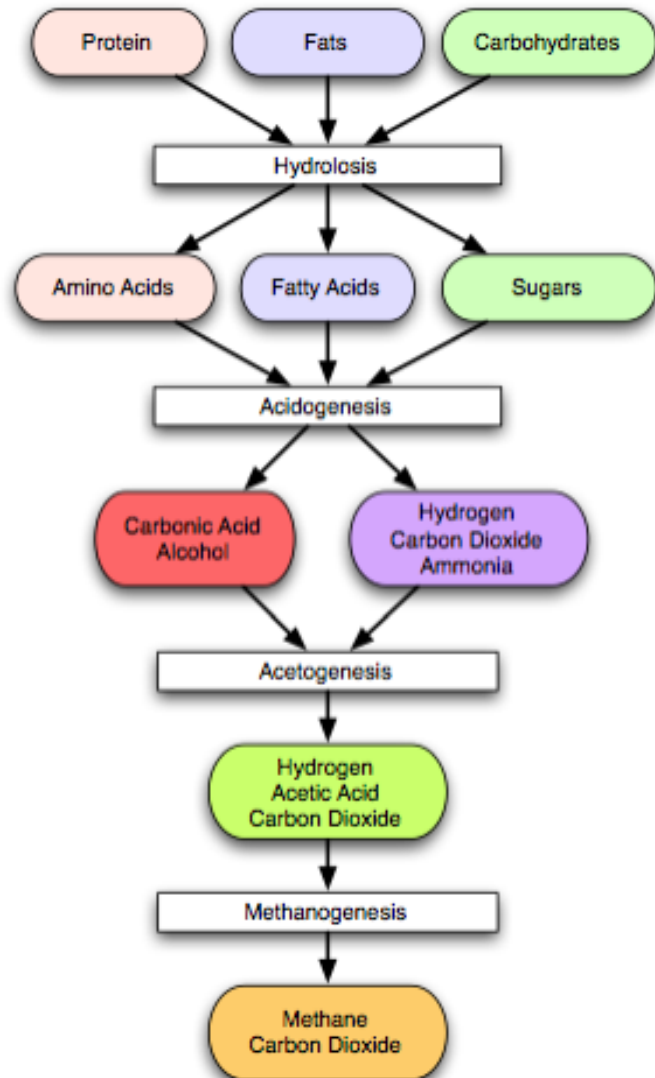 Protein
Fats
Carbohydrates
Hydrolosis
Amino Acids
Fatty Acids
Sugars
Acidogenesis
Carbonic Acid
Alcohol
Hydrogen
Carbon Dioxide
Ammonia
Acetogenesis
Hydrogen
Acetic Acid
Carbon Dioxide
Methanogenesis
Methane
Carbon Dioxide